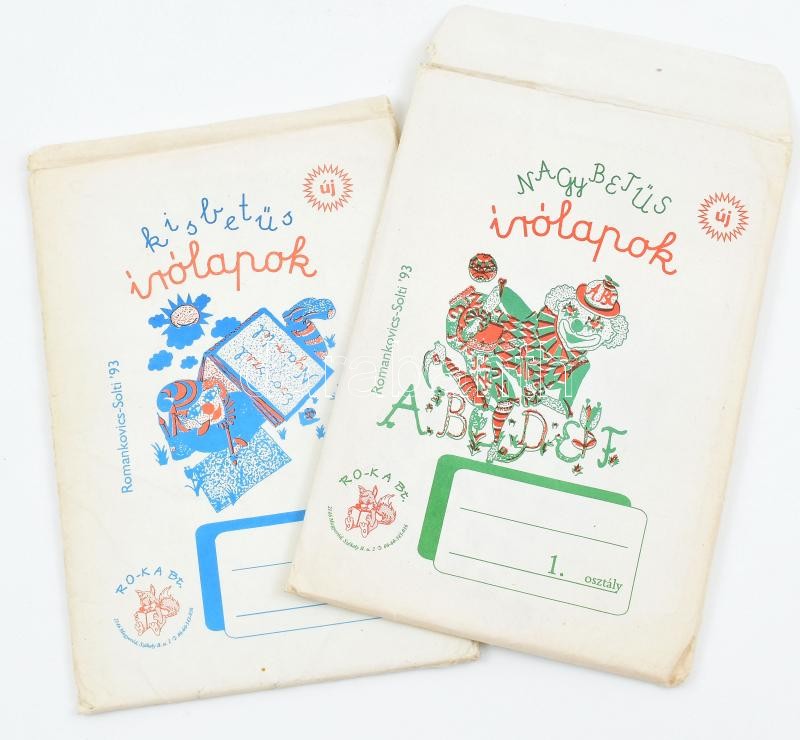 kisbetűs
írólapok
új
Romankovics-Solti '93
RO-KA Bt.
NAGyBETŰS
írólapok
új
Romankovics-Solti '93
ABC
A B C D E F
RO-KA Bt.
1. osztály